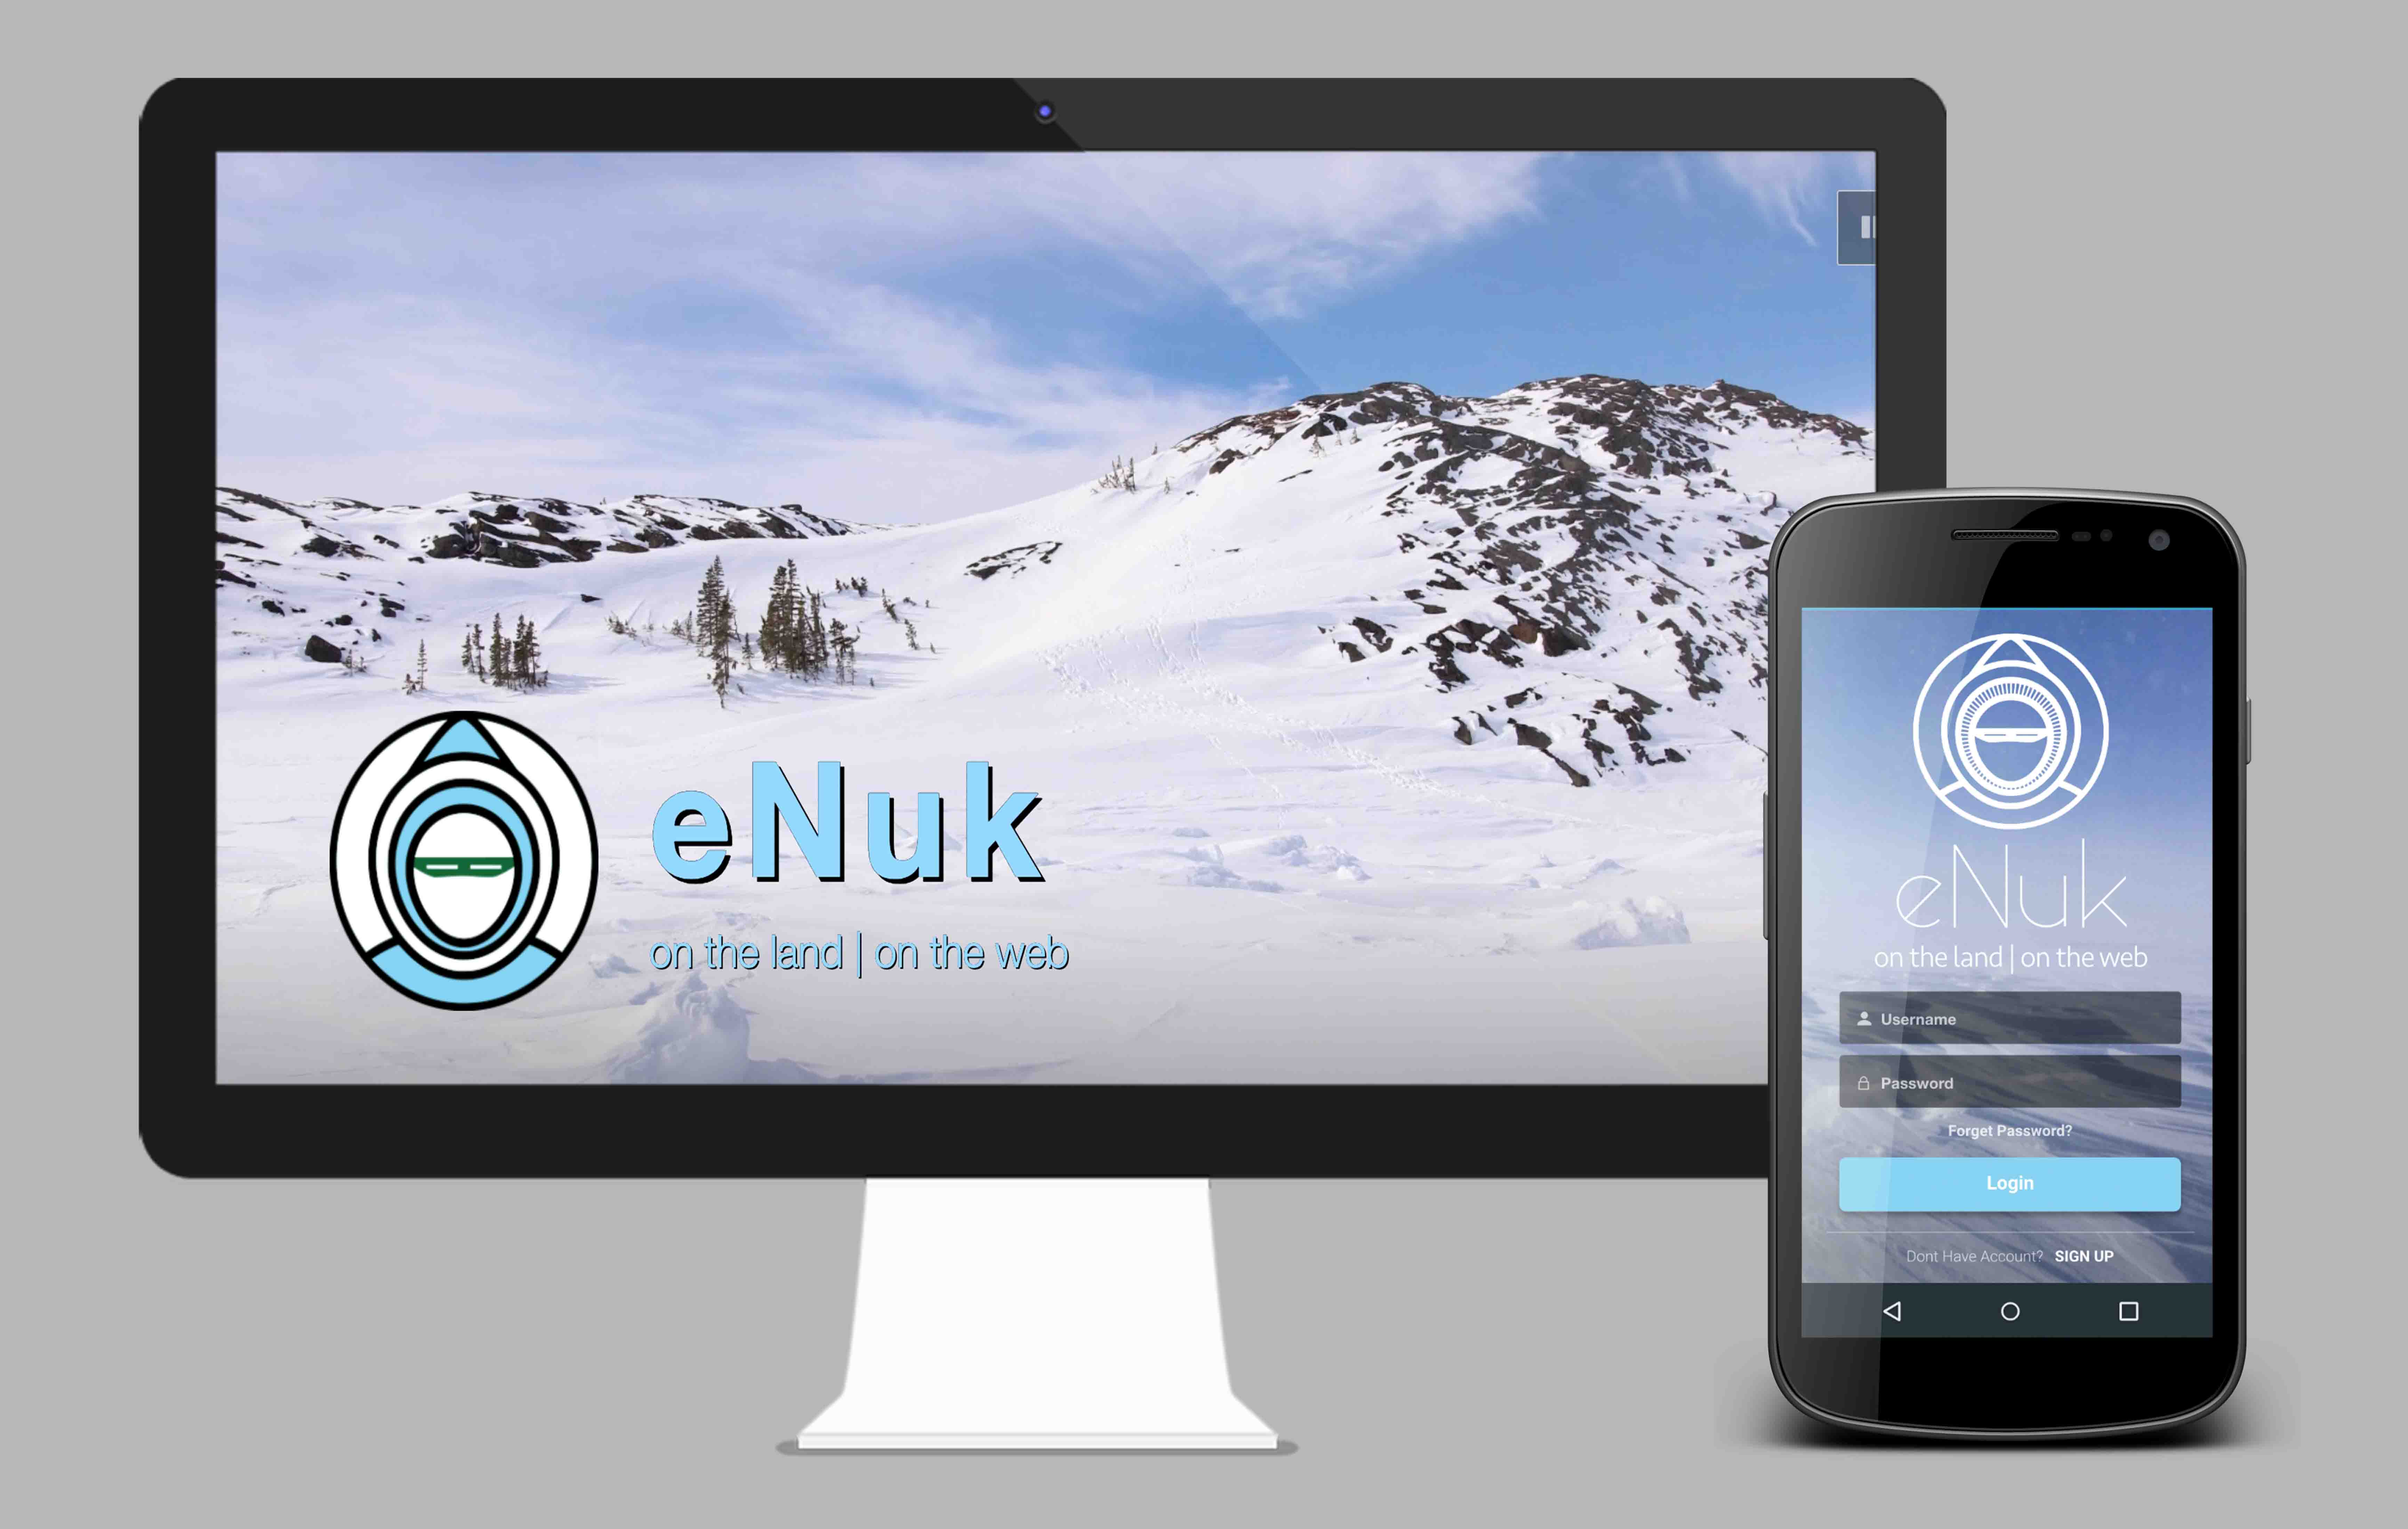 eNuk
on the land | on the web
eNuk
on the land | on the web
Username
Password
Forget Password?
Login
Dont Have Account? SIGN UP